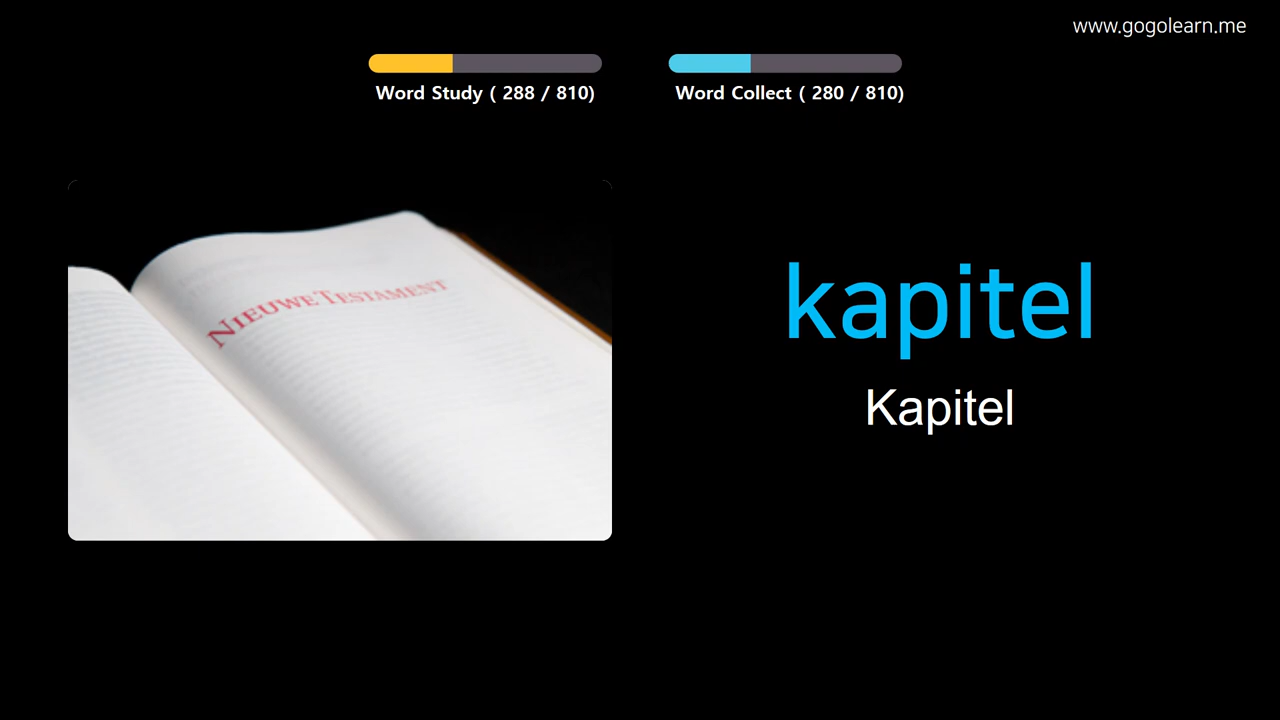 www.gogolearn.me
Word Study ( 288 / 810)
Word Collect ( 280 / 810)
NIEUWE TESTAMENT
kapitel
Kapitel